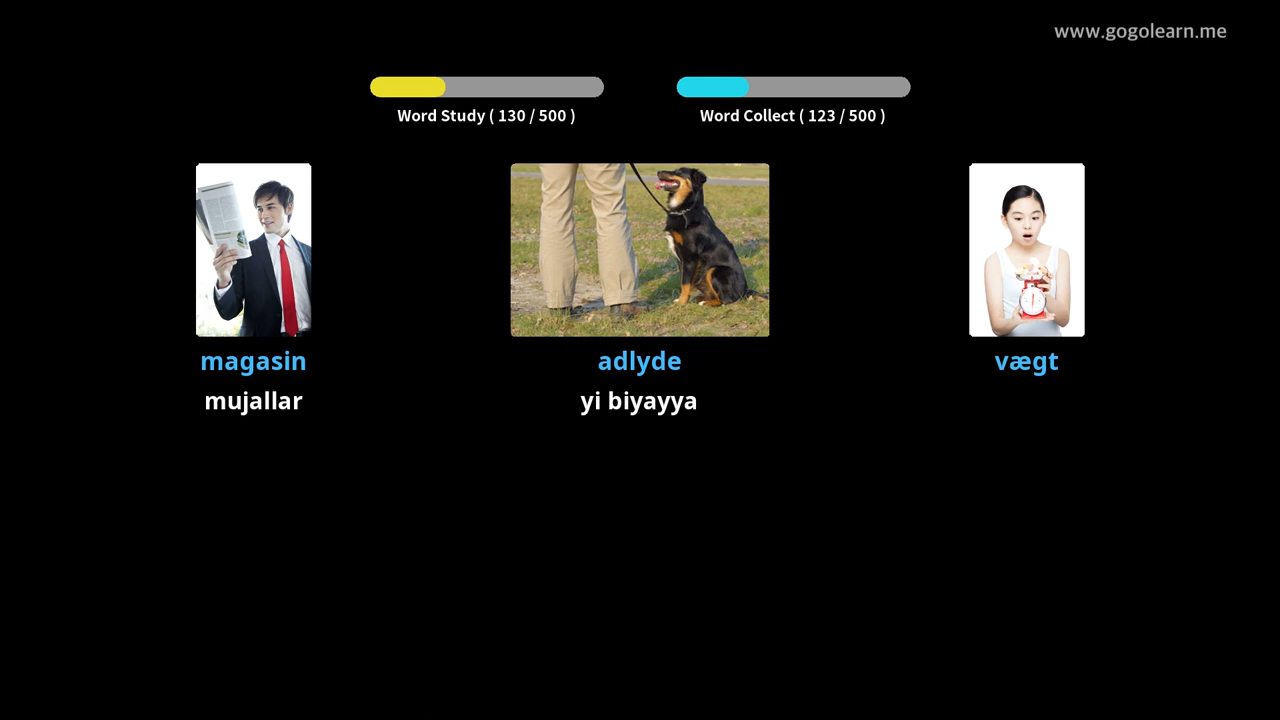 www.gogolearn.me
Word Study ( 130 / 500 )
Word Collect ( 123 / 500 )
magasin
adlyde
vægt
mujallar
yi biyayya